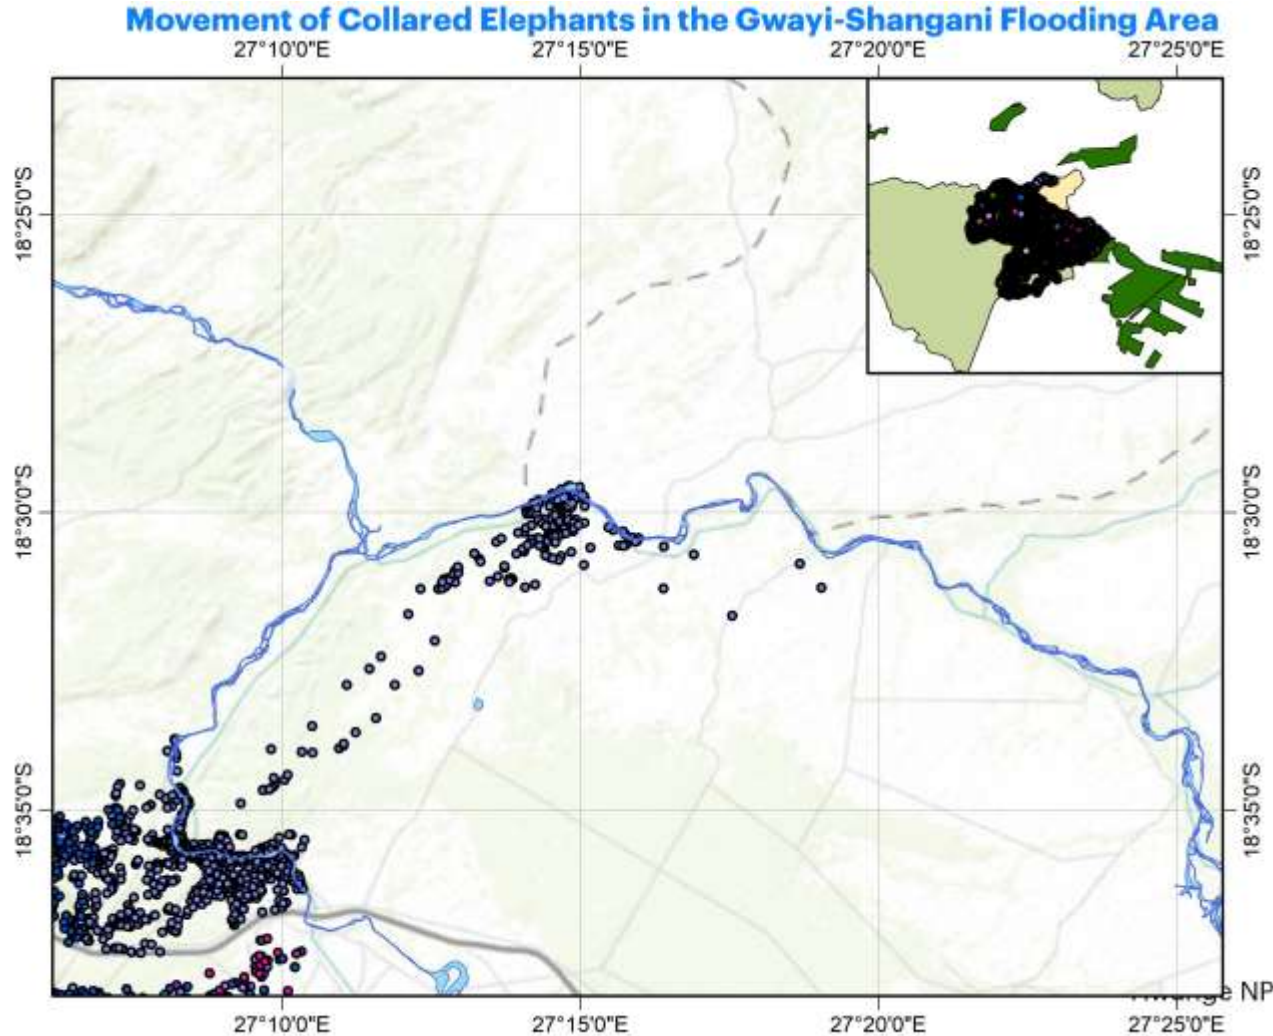 Movement of Collared Elephants in the Gwayi-Shangani Flooding Area
27°10'0"E 27°15'0"E 27°20'0"E 27°25'0"E
18°25'0"S 18°25'0"S
18°30'0"S 18°30'0"S
18°35'0"S 18°35'0"S
NP
27°10'0"E 27°15'0"E 27°20'0"E 27°25'0"E